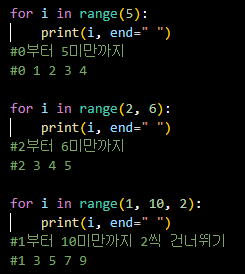 for i in range(5):
    print(i, end=" ")
#0부터 5미만까지
#0 1 2 3 4
for i in range(2, 6):
    print(i, end=" ")
#2부터 6미만까지
#2 3 4 5
for i in range(1, 10, 2):
    print(i, end=" ")
#1부터 10미만까지 2씩 건너뛰기
#1 3 5 7 9